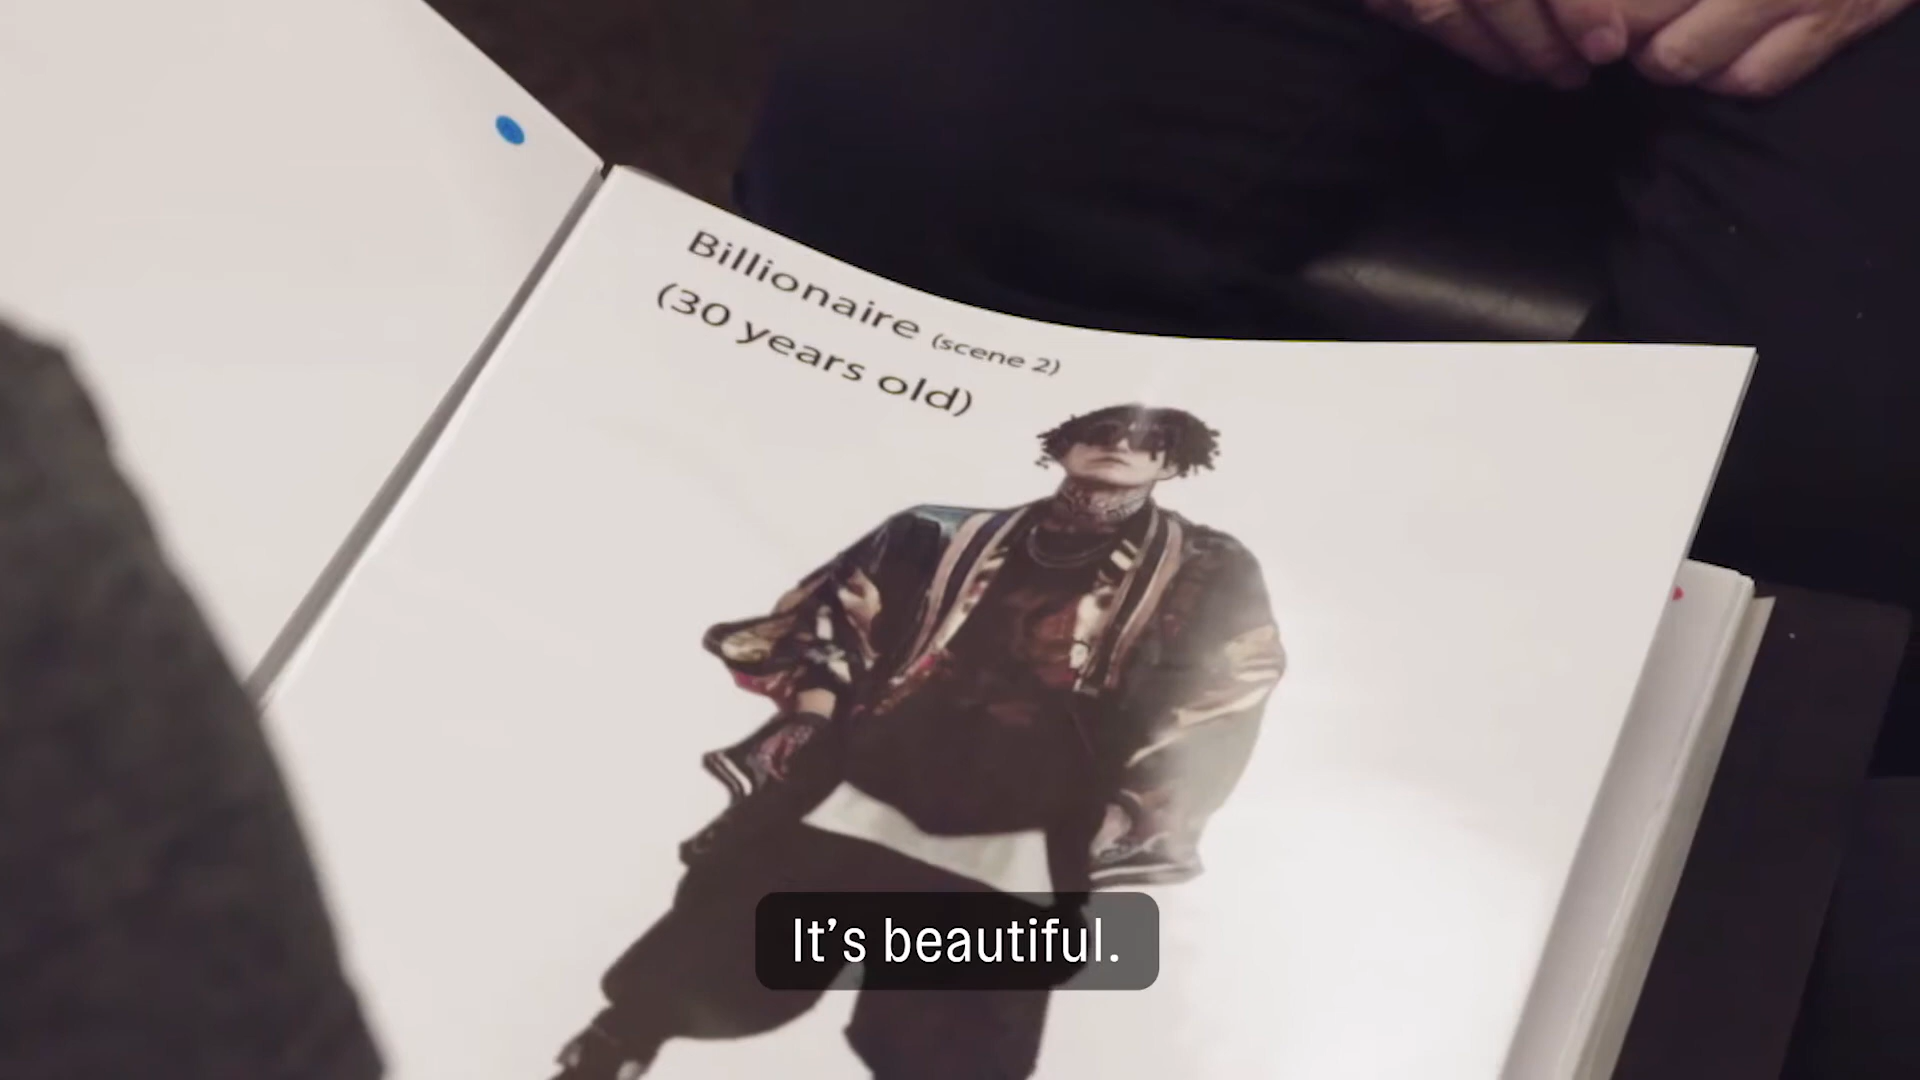 Billionaire (scene 2)
(30 years old)
It's beautiful.